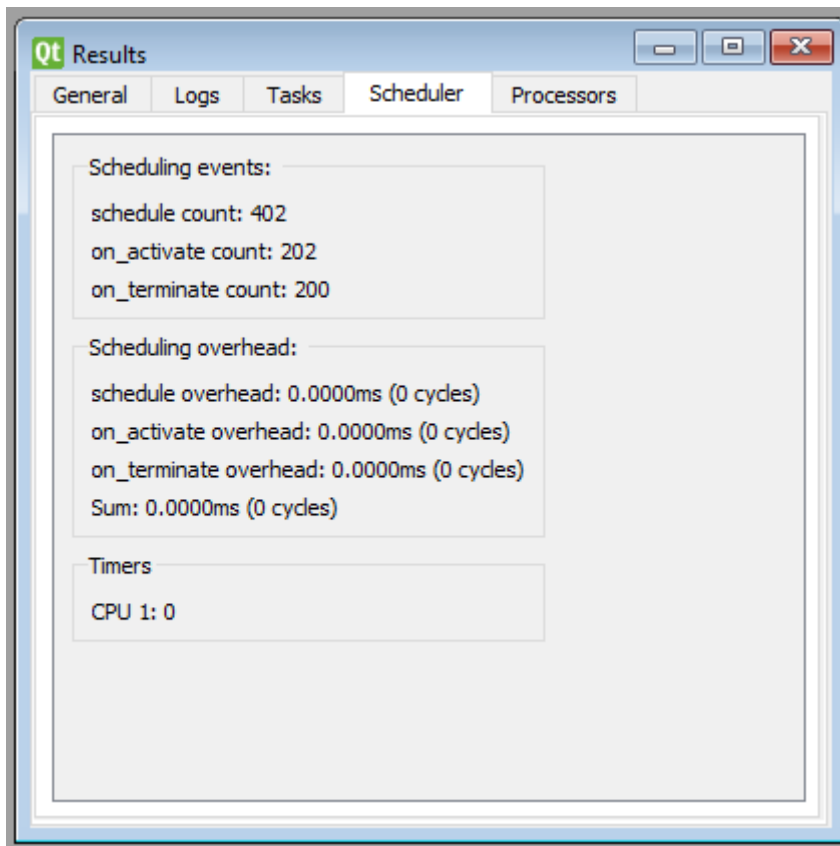 Qt Results
General Logs Tasks Scheduler Processors
Scheduling events:
schedule count: 402
on_activate count: 202
on_terminate count: 200
Scheduling overhead:
schedule overhead: 0.0000ms (0 cycles)
on_activate overhead: 0.0000ms (0 cycles)
on_terminate overhead: 0.0000ms (0 cycles)
Sum: 0.0000ms (0 cycles)
Timers
CPU 1: 0